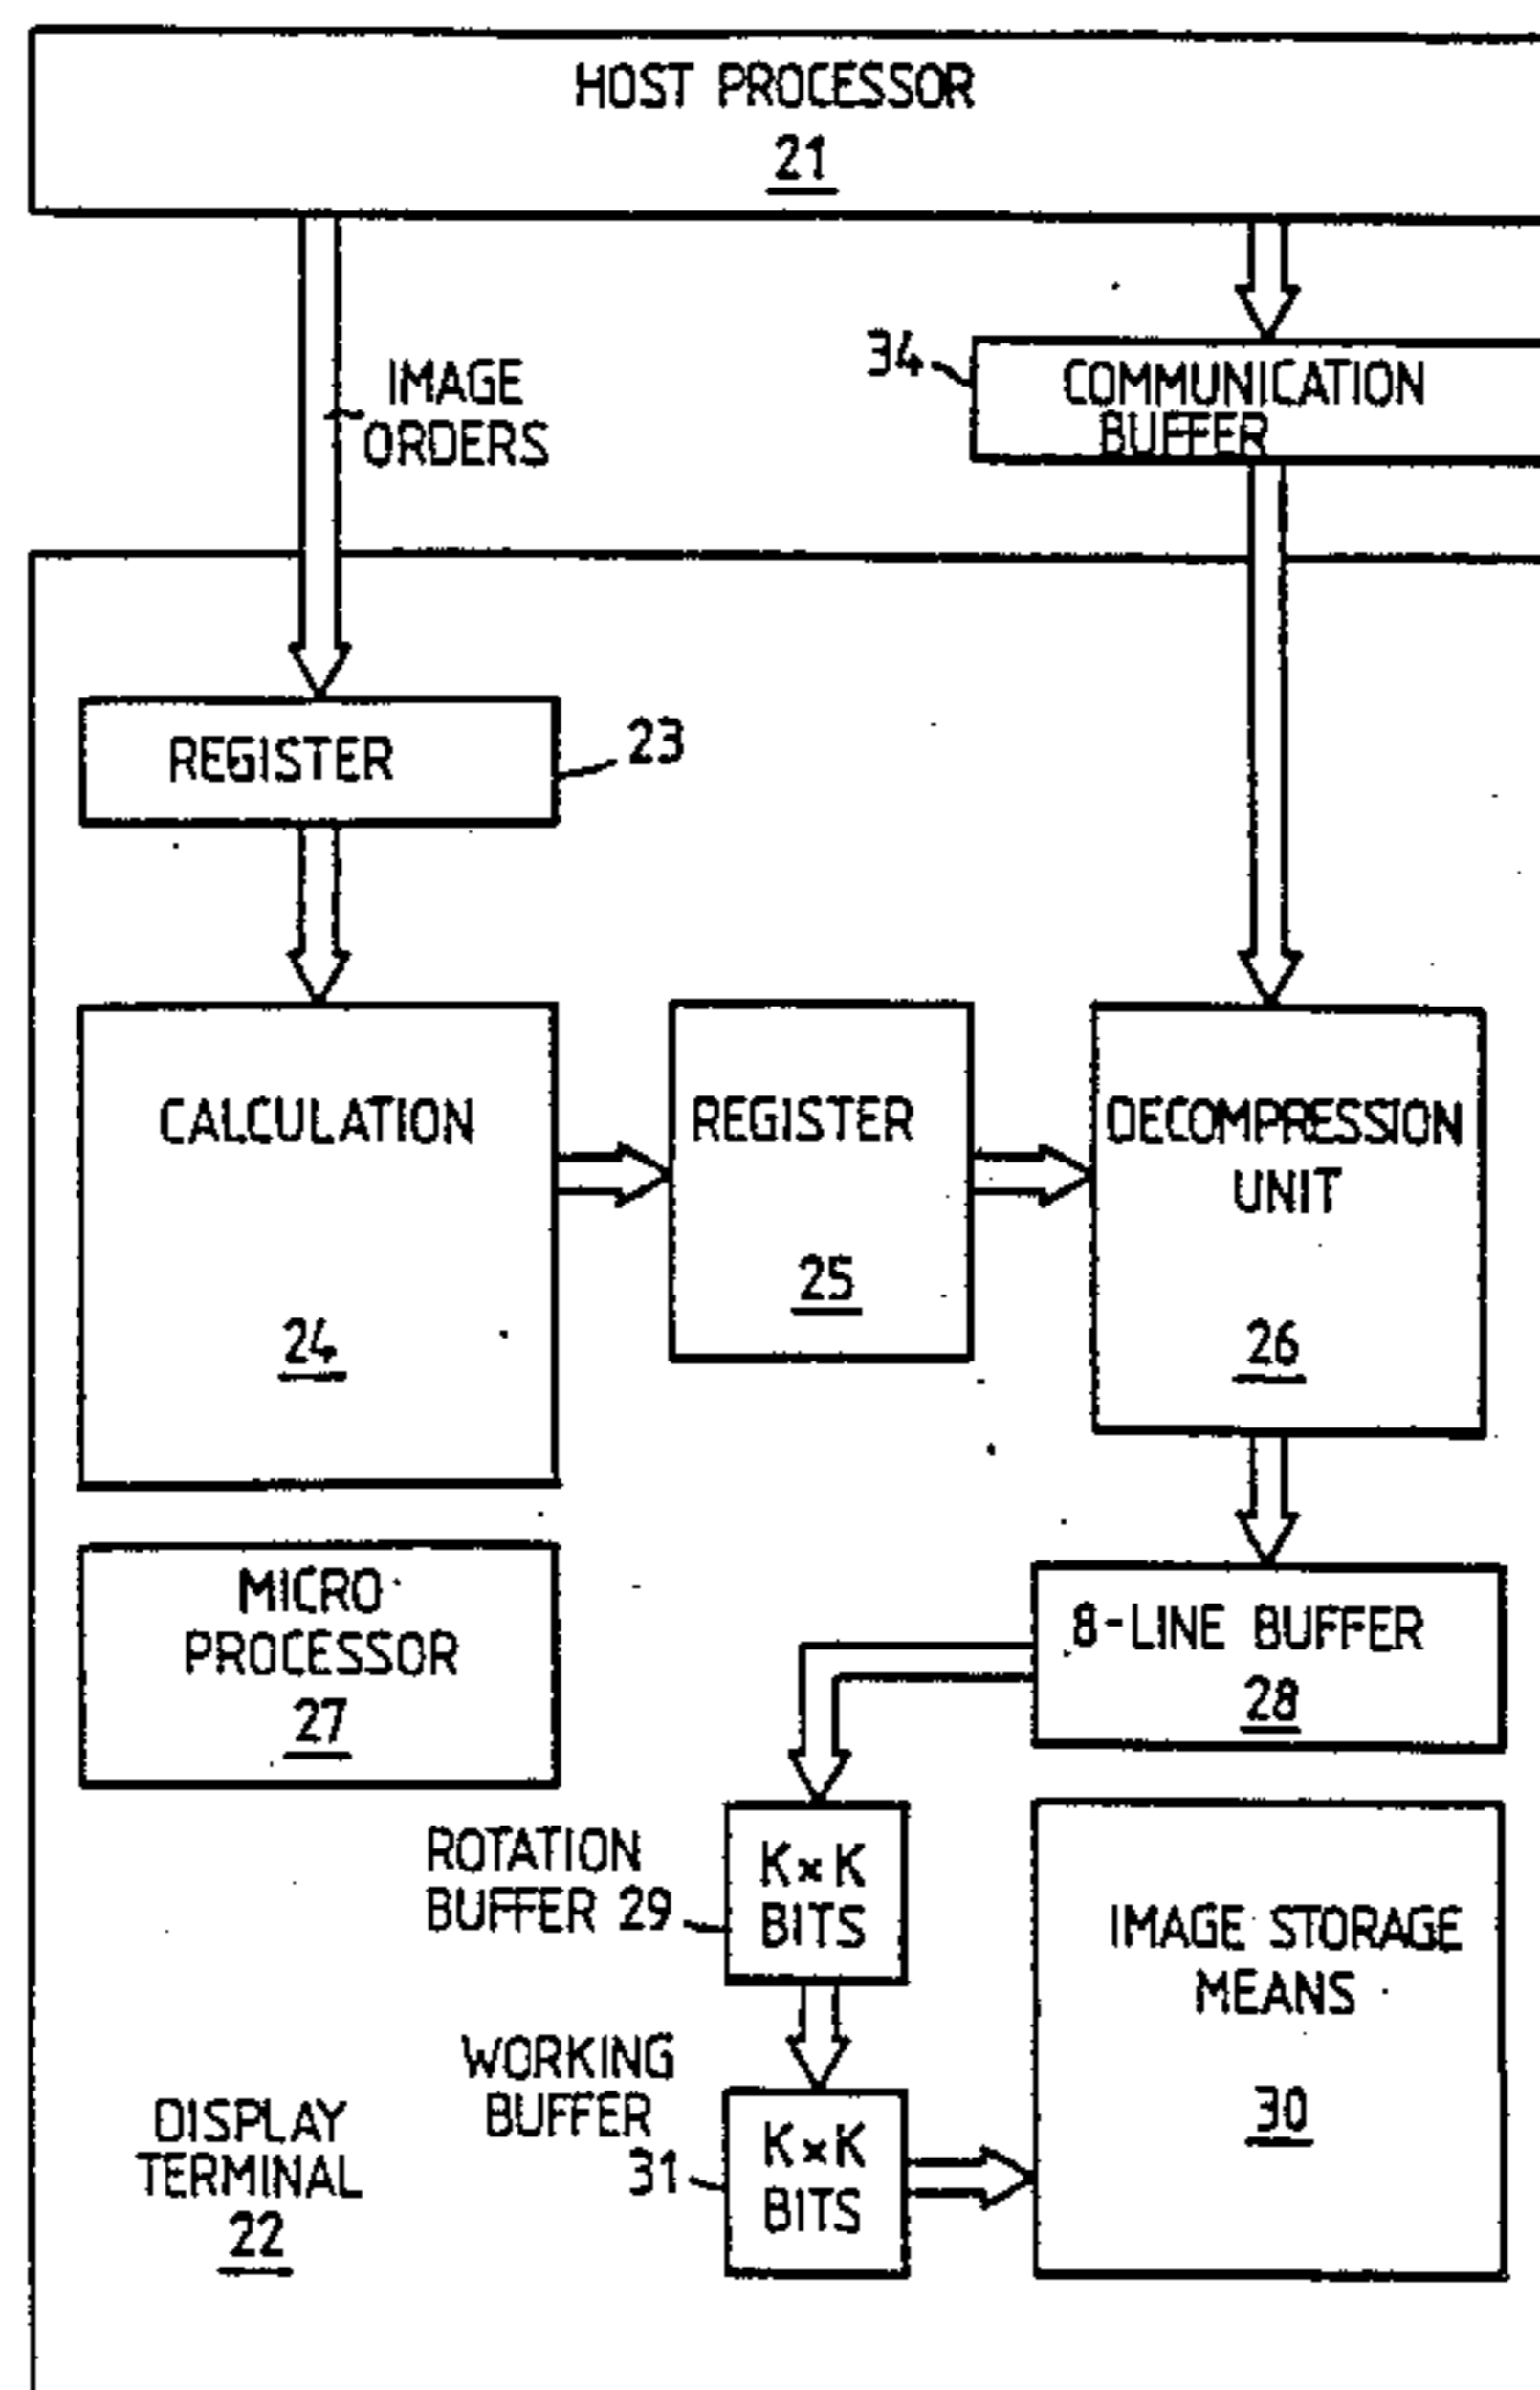 HOST PROCESSOR
21
IMAGE
ORDERS
34
COMMUNICATION
BUFFER
REGISTER
23
CALCULATION
24
REGISTER
25
DECOMPRESSION
UNIT
26
MICRO
PROCESSOR
27
8-LINE BUFFER
28
ROTATION
BUFFER 29
K×K
BITS
IMAGE STORAGE
MEANS
30
WORKING
BUFFER
31
K×K
BITS
DISPLAY
TERMINAL
22